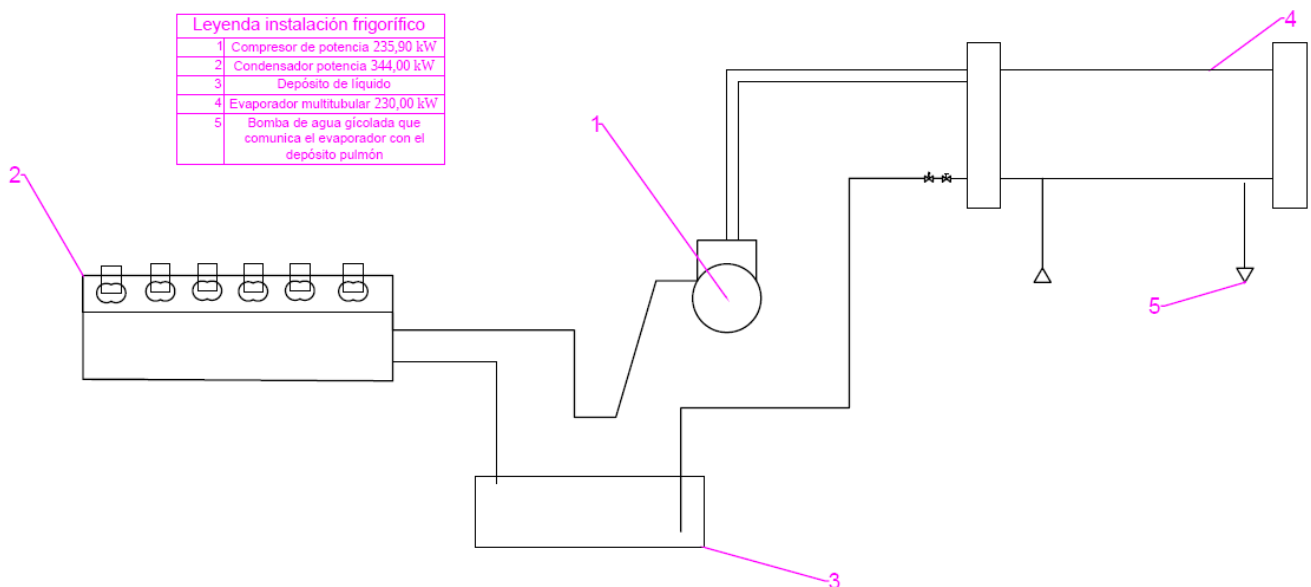 Leyenda instalación frigorífico
1 Compresor de potencia 235,90 kW
2 Condensador potencia 344,00 kW
3 Depósito de líquido
4 Evaporador multitubular 230,00 kW
5 Bomba de agua gicolada que
comunica el evaporador con el
depósito pulmón
4
1
2
5
3